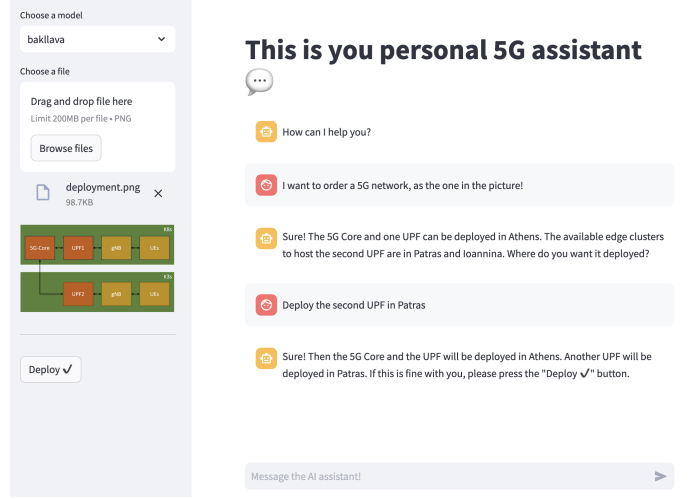 Choose a model
bakllava
Choose a file
Drag and drop file here
Limit 200MB per file • PNG
Browse files
deployment.png
98.7KB
K8s
5G-Core UPF1 gNB UEs
K3s
UPF2 gNB UEs
Deploy ✔
This is you personal 5G assistant
💬
How can I help you?
I want to order a 5G network, as the one in the picture!
Sure! The 5G Core and one UPF can be deployed in Athens. The available edge clusters
to host the second UPF are in Patras and Ioannina. Where do you want it deployed?
Deploy the second UPF in Patras
Sure! Then the 5G Core and the UPF will be deployed in Athens. Another UPF will be
deployed in Patras. If this is fine with you, please press the "Deploy ✔" button.
Message the AI assistant!